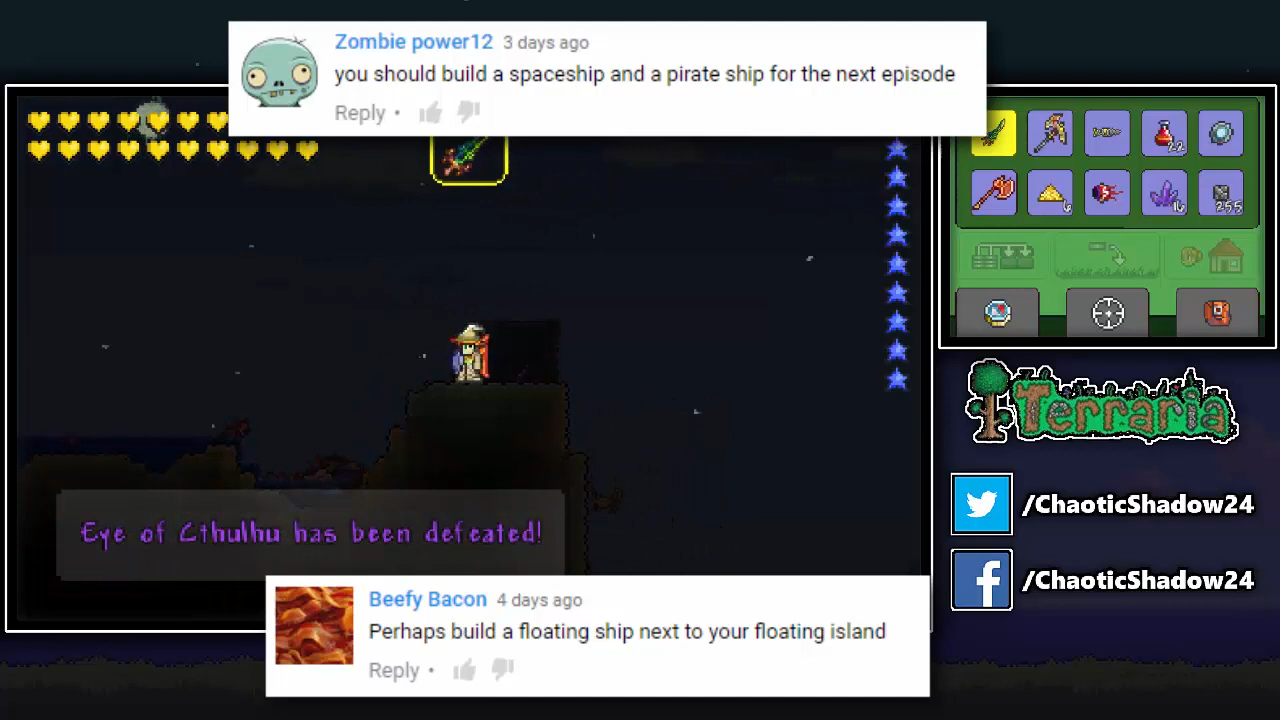 Zombie power12 3 days ago
you should build a spaceship and a pirate ship for the next episode
Reply •
22
6
16
255
Terraria
/ChaoticShadow24
/ChaoticShadow24
Eye of Cthulhu has been defeated!
Beefy Bacon 4 days ago
Perhaps build a floating ship next to your floating island
Reply •